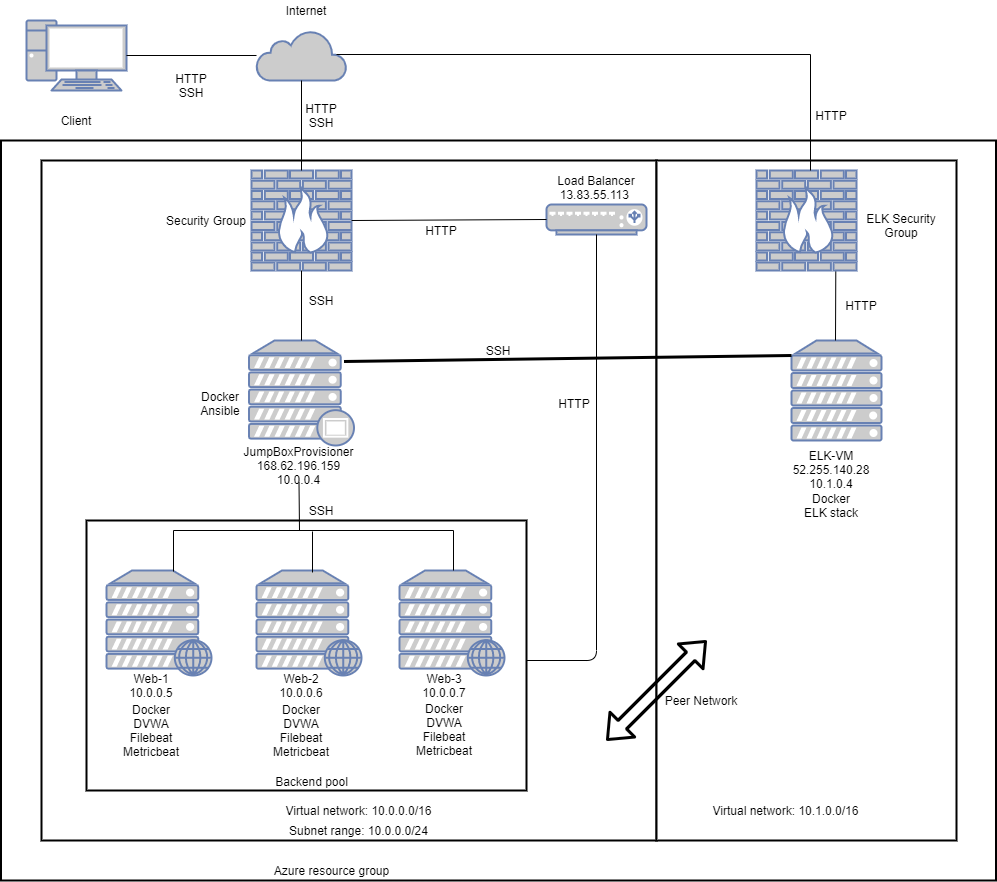 Internet
HTTP
SSH
Client
HTTP
SSH
HTTP
Load Balancer
13.83.55.113
Security Group
HTTP
ELK Security
Group
SSH
HTTP
SSH
Docker
Ansible
HTTP
JumpBoxProvisioner
168.62.196.159
10.0.0.4
ELK-VM
52.255.140.28
10.1.0.4
Docker
ELK stack
SSH
Web-1
10.0.0.5
Docker
DVWA
Filebeat
Metricbeat
Web-2
10.0.0.6
Docker
DVWA
Filebeat
Metricbeat
Web-3
10.0.0.7
Docker
DVWA
Filebeat
Metricbeat
Peer Network
Backend pool
Virtual network: 10.0.0.0/16
Subnet range: 10.0.0.0/24
Virtual network: 10.1.0.0/16
Azure resource group